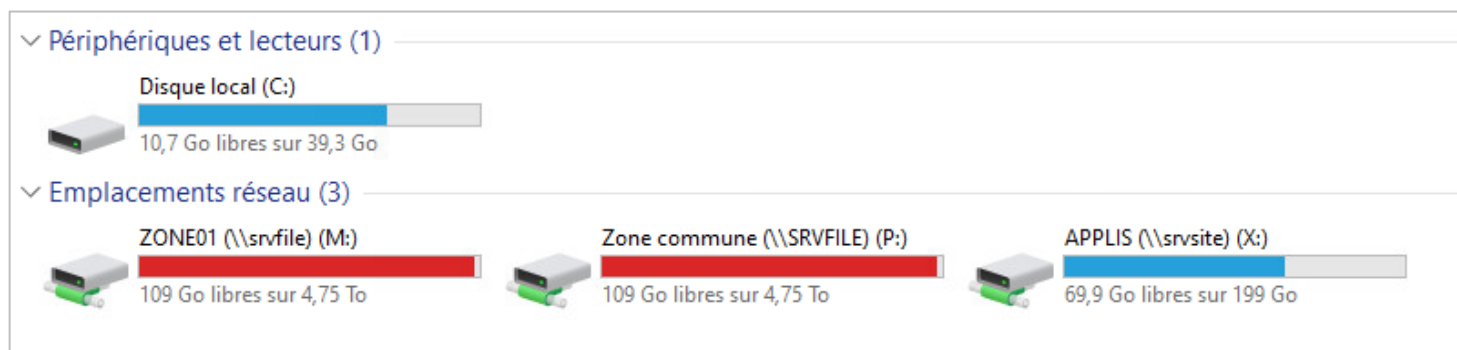 Périphériques et lecteurs (1)
Disque local (C:)
10,7 Go libres sur 39,3 Go
Emplacements réseau (3)
ZONE01 (\\srvfile) (M:)
109 Go libres sur 4,75 To
Zone commune (\\SRVFILE) (P:)
109 Go libres sur 4,75 To
APPLIS (\\srvsite) (X:)
69,9 Go libres sur 199 Go